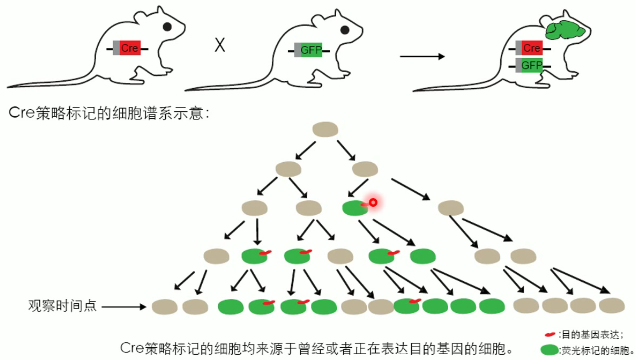 Cre
X
GFP
Cre
GFP
Cre策略标记的细胞谱系示意:
观察时间点
:目的基因表达;
:荧光标记的细胞。
Cre策略标记的细胞均来源于曾经或者正在表达目的基因的细胞。